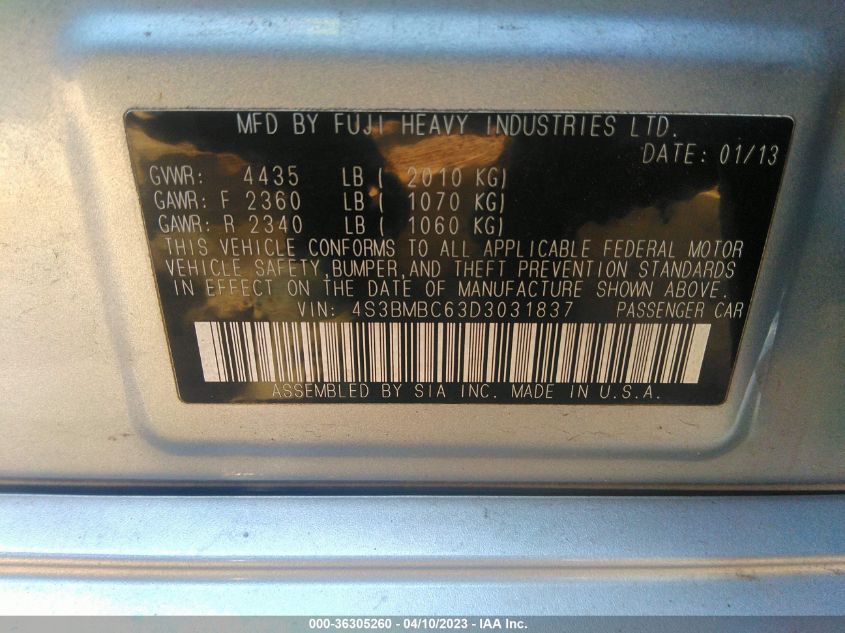 MFD BY FUJI HEAVY INDUSTRIES LTD.
DATE: 01/13
GVWR: 4435 LB ( 2010 KG)
GAWR: F 2360 LB ( 1070 KG)
GAWR: R 2340 LB ( 1060 KG)
THIS VEHICLE CONFORMS TO ALL APPLICABLE FEDERAL MOTOR
VEHICLE SAFETY,BUMPER,AND THEFT PREVENTION STANDARDS
IN EFFECT ON THE DATE OF MANUFACTURE SHOWN ABOVE.
VIN: 4S3BMBC63D3031837 PASSENGER CAR
ASSEMBLED BY SIA INC. MADE IN U.S.A.
000-36305260 - 04/10/2023 - IAA Inc.